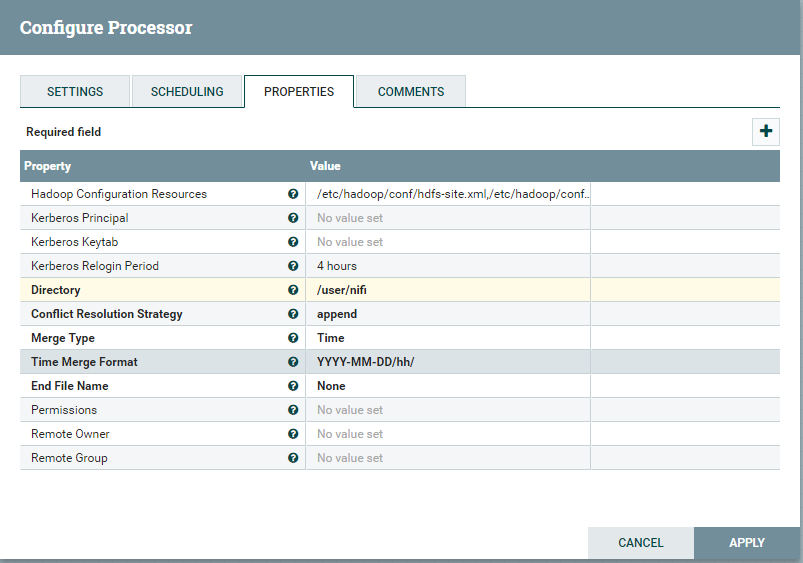 Configure Processor
SETTINGS SCHEDULING PROPERTIES COMMENTS
Required field
Property Value
Hadoop Configuration Resources ? /etc/hadoop/conf/hdfs-site.xml,/etc/hadoop/conf..
Kerberos Principal ? No value set
Kerberos Keytab ? No value set
Kerberos Relogin Period ? 4 hours
Directory ? /user/nifi
Conflict Resolution Strategy ? append
Merge Type ? Time
Time Merge Format ? YYYY-MM-DD/hh/
End File Name ? None
Permissions ? No value set
Remote Owner ? No value set
Remote Group ? No value set
CANCEL APPLY